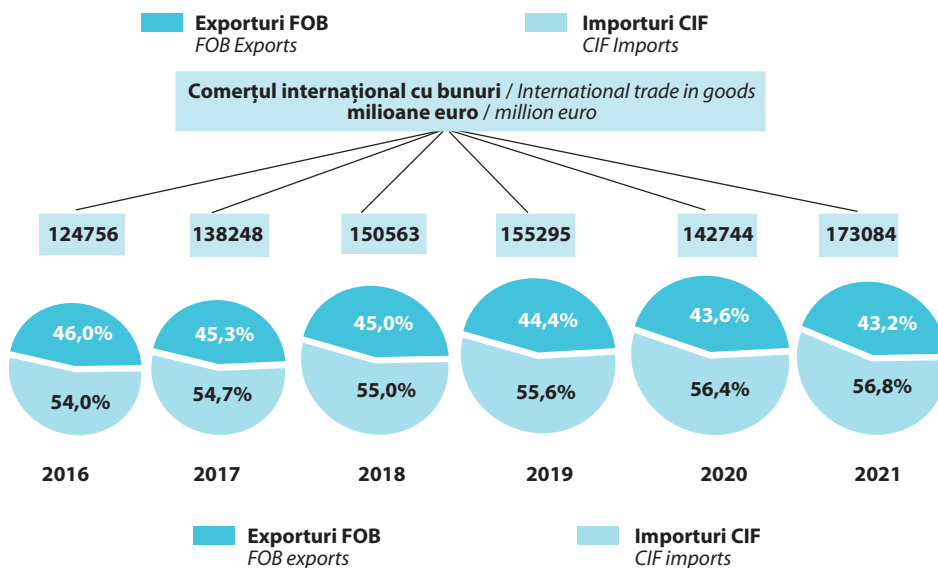 Exporturi FOB
FOB Exports
Importuri CIF
CIF Imports
Comerțul internațional cu bunuri / International trade in goods
milioane euro / million euro
124756 138248 150563 155295 142744 173084
46,0% 45,3% 45,0% 44,4% 43,6% 43,2%
54,0% 54,7% 55,0% 55,6% 56,4% 56,8%
2016 2017 2018 2019 2020 2021
Exporturi FOB
FOB exports
Importuri CIF
CIF imports